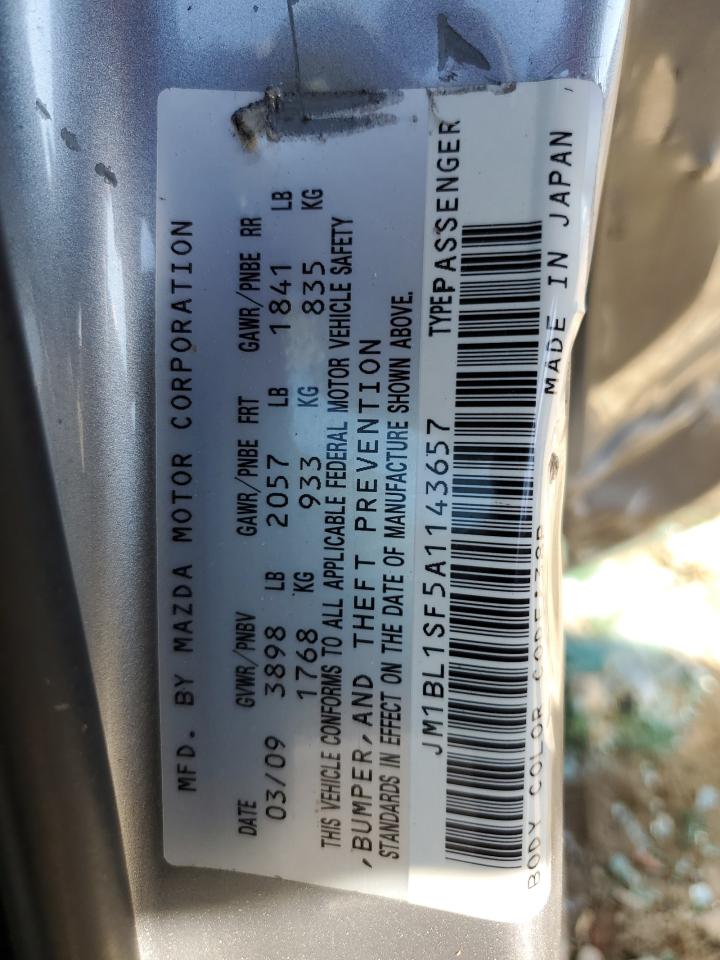 MFD. BY MAZDA MOTOR CORPORATION
DATE GVWR/PNBV GAWR/PNBE FRT GAWR/PNBE RR
03/09 3898 LB 2057 LB 1841 LB
1768 KG 933 KG 835 KG
THIS VEHICLE CONFORMS TO ALL APPLICABLE FEDERAL MOTOR VEHICLE SAFETY
,BUMPER,AND THEFT PREVENTION
STANDARDS IN EFFECT ON THE DATE OF MANUFACTURE SHOWN ABOVE.
JM1BL1SF5A1143657 TYPEPASSENGER
BODY COLOR CODE
MADE IN JAPAN